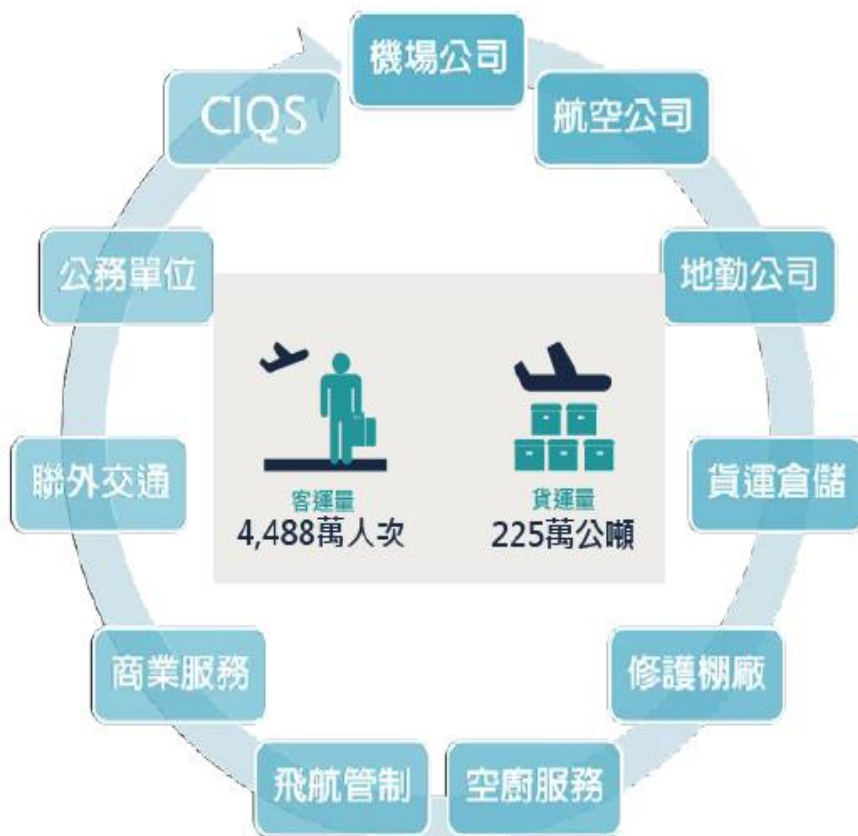 機場公司
航空公司
地勤公司
貨運倉儲
修護棚廠
空廚服務
飛航管制
商業服務
聯外交通
公務單位
CIQS
客運量
4,488萬人次
貨運量
225萬公噸